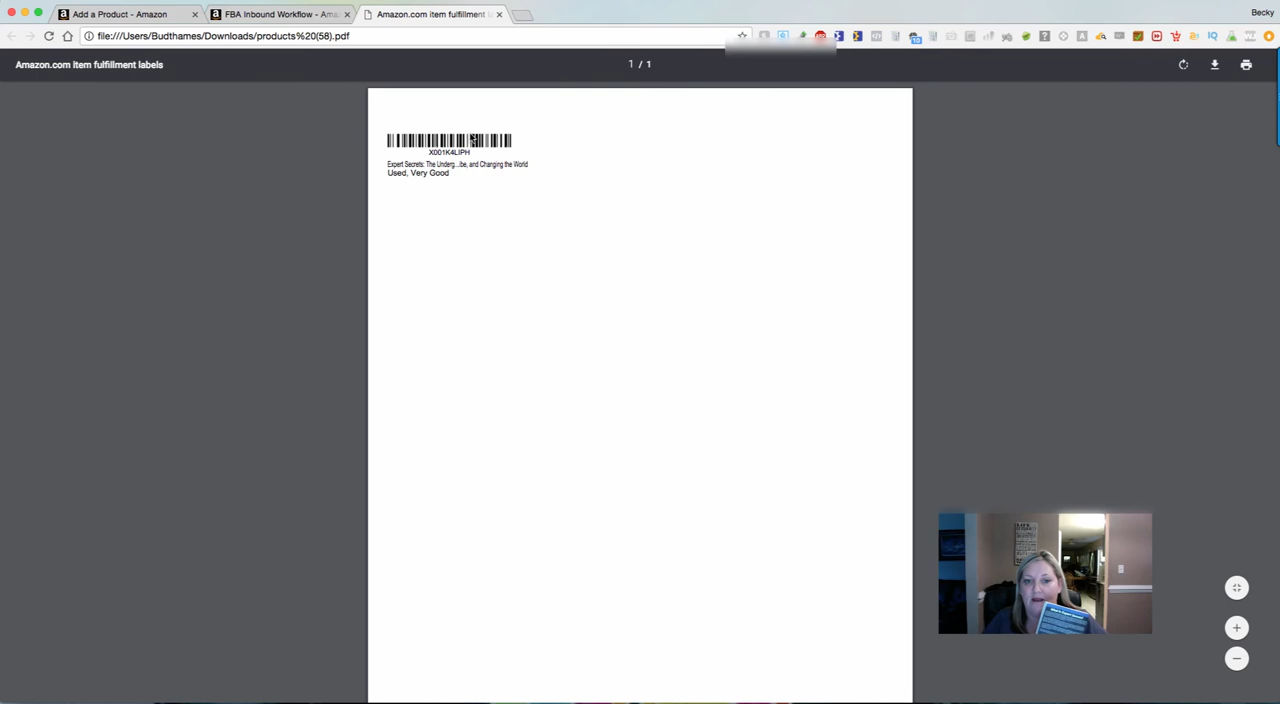 Add a Product - Amazon
FBA Inbound Workflow - Ama
Amazon.com item fulfillment l
Becky
file:///Users/Budthames/Downloads/products%20(58).pdf
Amazon.com item fulfillment labels
1 / 1
X001K4LIPH
Expert Secrets: The Underg...ibe, and Changing the World
Used, Very Good